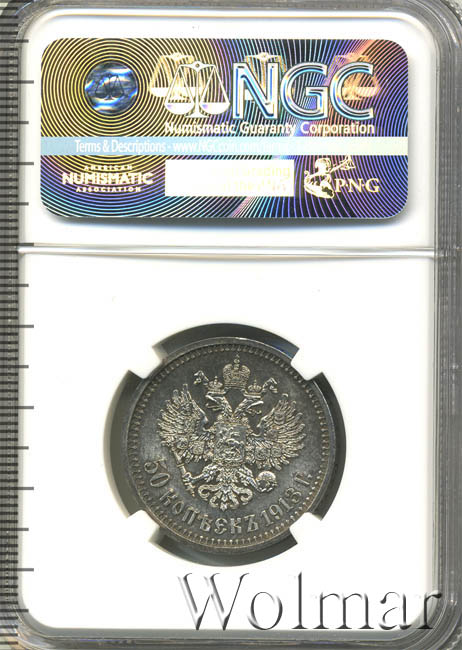 NGC
Numismatic Guaranty Corporation
Terms & Descriptions - www.NGCcoin.com
AMERICAN
NUMISMATIC
ASSOCIATION
PNG
50 КОПѢЕКЪ 1913 Г.
Wolmar